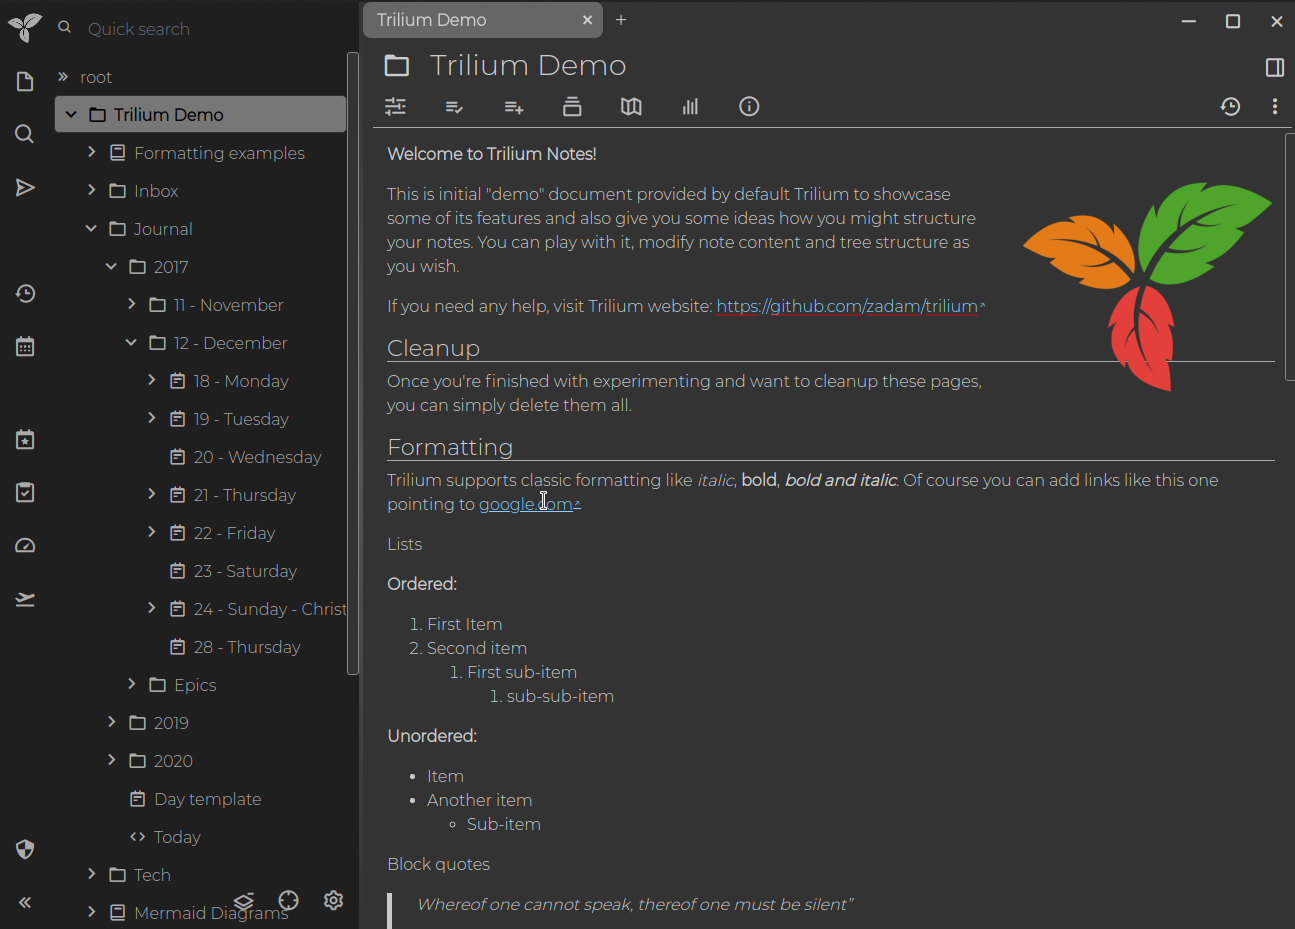 Quick search
root
Trilium Demo
Formatting examples
Inbox
Journal
2017
11 - November
12 - December
18 - Monday
19 - Tuesday
20 - Wednesday
21 - Thursday
22 - Friday
23 - Saturday
24 - Sunday - Christ
28 - Thursday
Epics
2019
2020
Day template
Today
Tech
Mermaid Diagrams
Trilium Demo
Trilium Demo
Welcome to Trilium Notes!
This is initial "demo" document provided by default Trilium to showcase
some of its features and also give you some ideas how you might structure
your notes. You can play with it, modify note content and tree structure as
you wish.
If you need any help, visit Trilium website: https://github.com/zadam/trilium
Cleanup
Once you're finished with experimenting and want to cleanup these pages,
you can simply delete them all.
Formatting
Trilium supports classic formatting like italic, bold, bold and italic. Of course you can add links like this one
pointing to google.com
Lists
Ordered:
1. First Item
2. Second item
1. First sub-item
1. sub-sub-item
Unordered:
• Item
• Another item
◦ Sub-item
Block quotes
Whereof one cannot speak, thereof one must be silent”